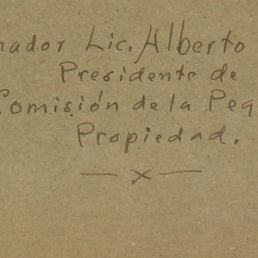 nador Lic. Alberto
Presidente de
Comisión de la Peq
Propiedad.
— x —